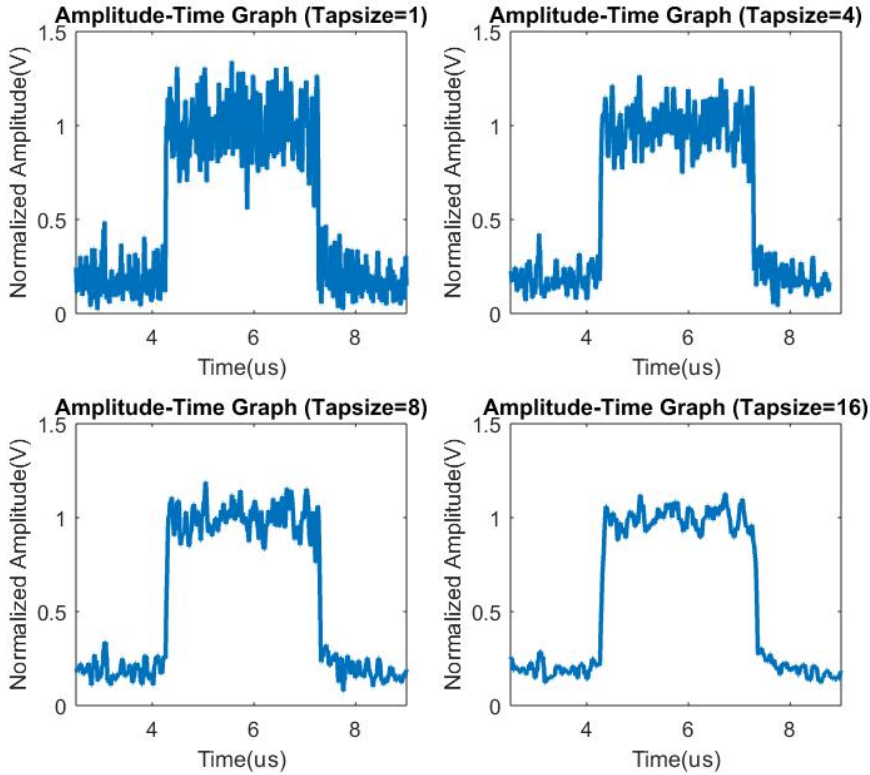 Amplitude-Time Graph (Tapsize=1)
1.5
1
0.5
0
Normalized Amplitude(V)
4 6 8
Time(us)
Amplitude-Time Graph (Tapsize=4)
1.5
1
0.5
0
Normalized Amplitude(V)
4 6 8
Time(us)
Amplitude-Time Graph (Tapsize=8)
1.5
1
0.5
0
Normalized Amplitude(V)
4 6 8
Time(us)
Amplitude-Time Graph (Tapsize=16)
1.5
1
0.5
0
Normalized Amplitude(V)
4 6 8
Time(us)